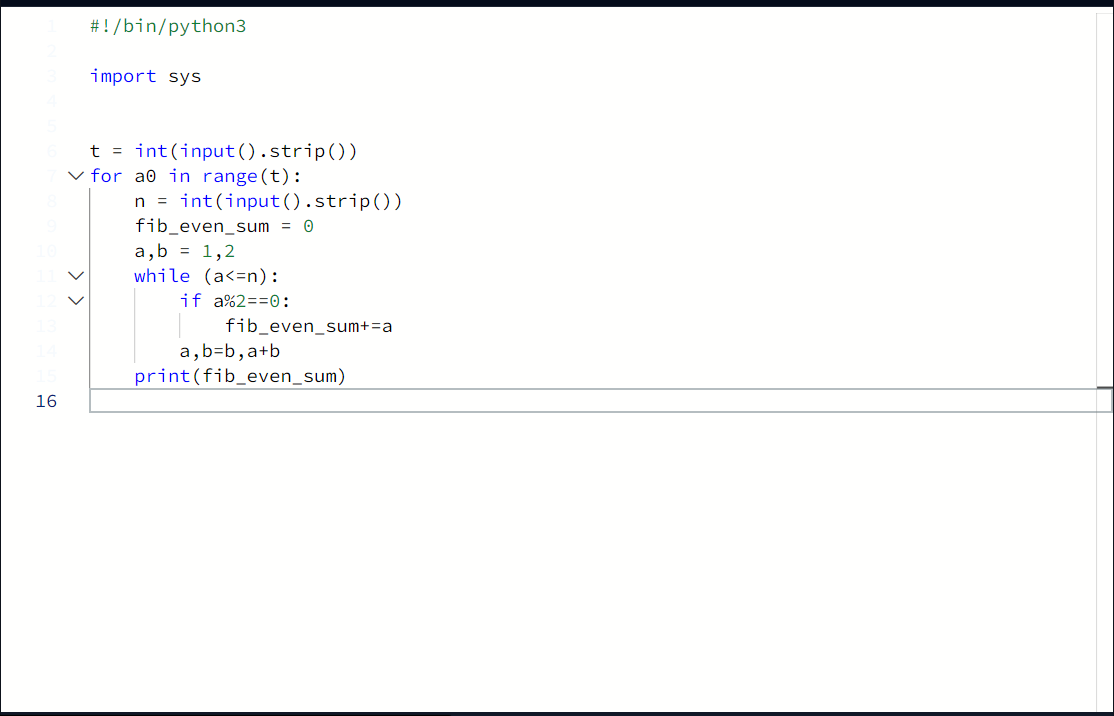 1 #!/bin/python3
2
3 import sys
4
5
6 t = int(input().strip())
7 for a0 in range(t):
8     n = int(input().strip())
9     fib_even_sum = 0
10     a,b = 1,2
11     while (a<=n):
12         if a%2==0:
13             fib_even_sum+=a
14         a,b=b,a+b
15     print(fib_even_sum)
16